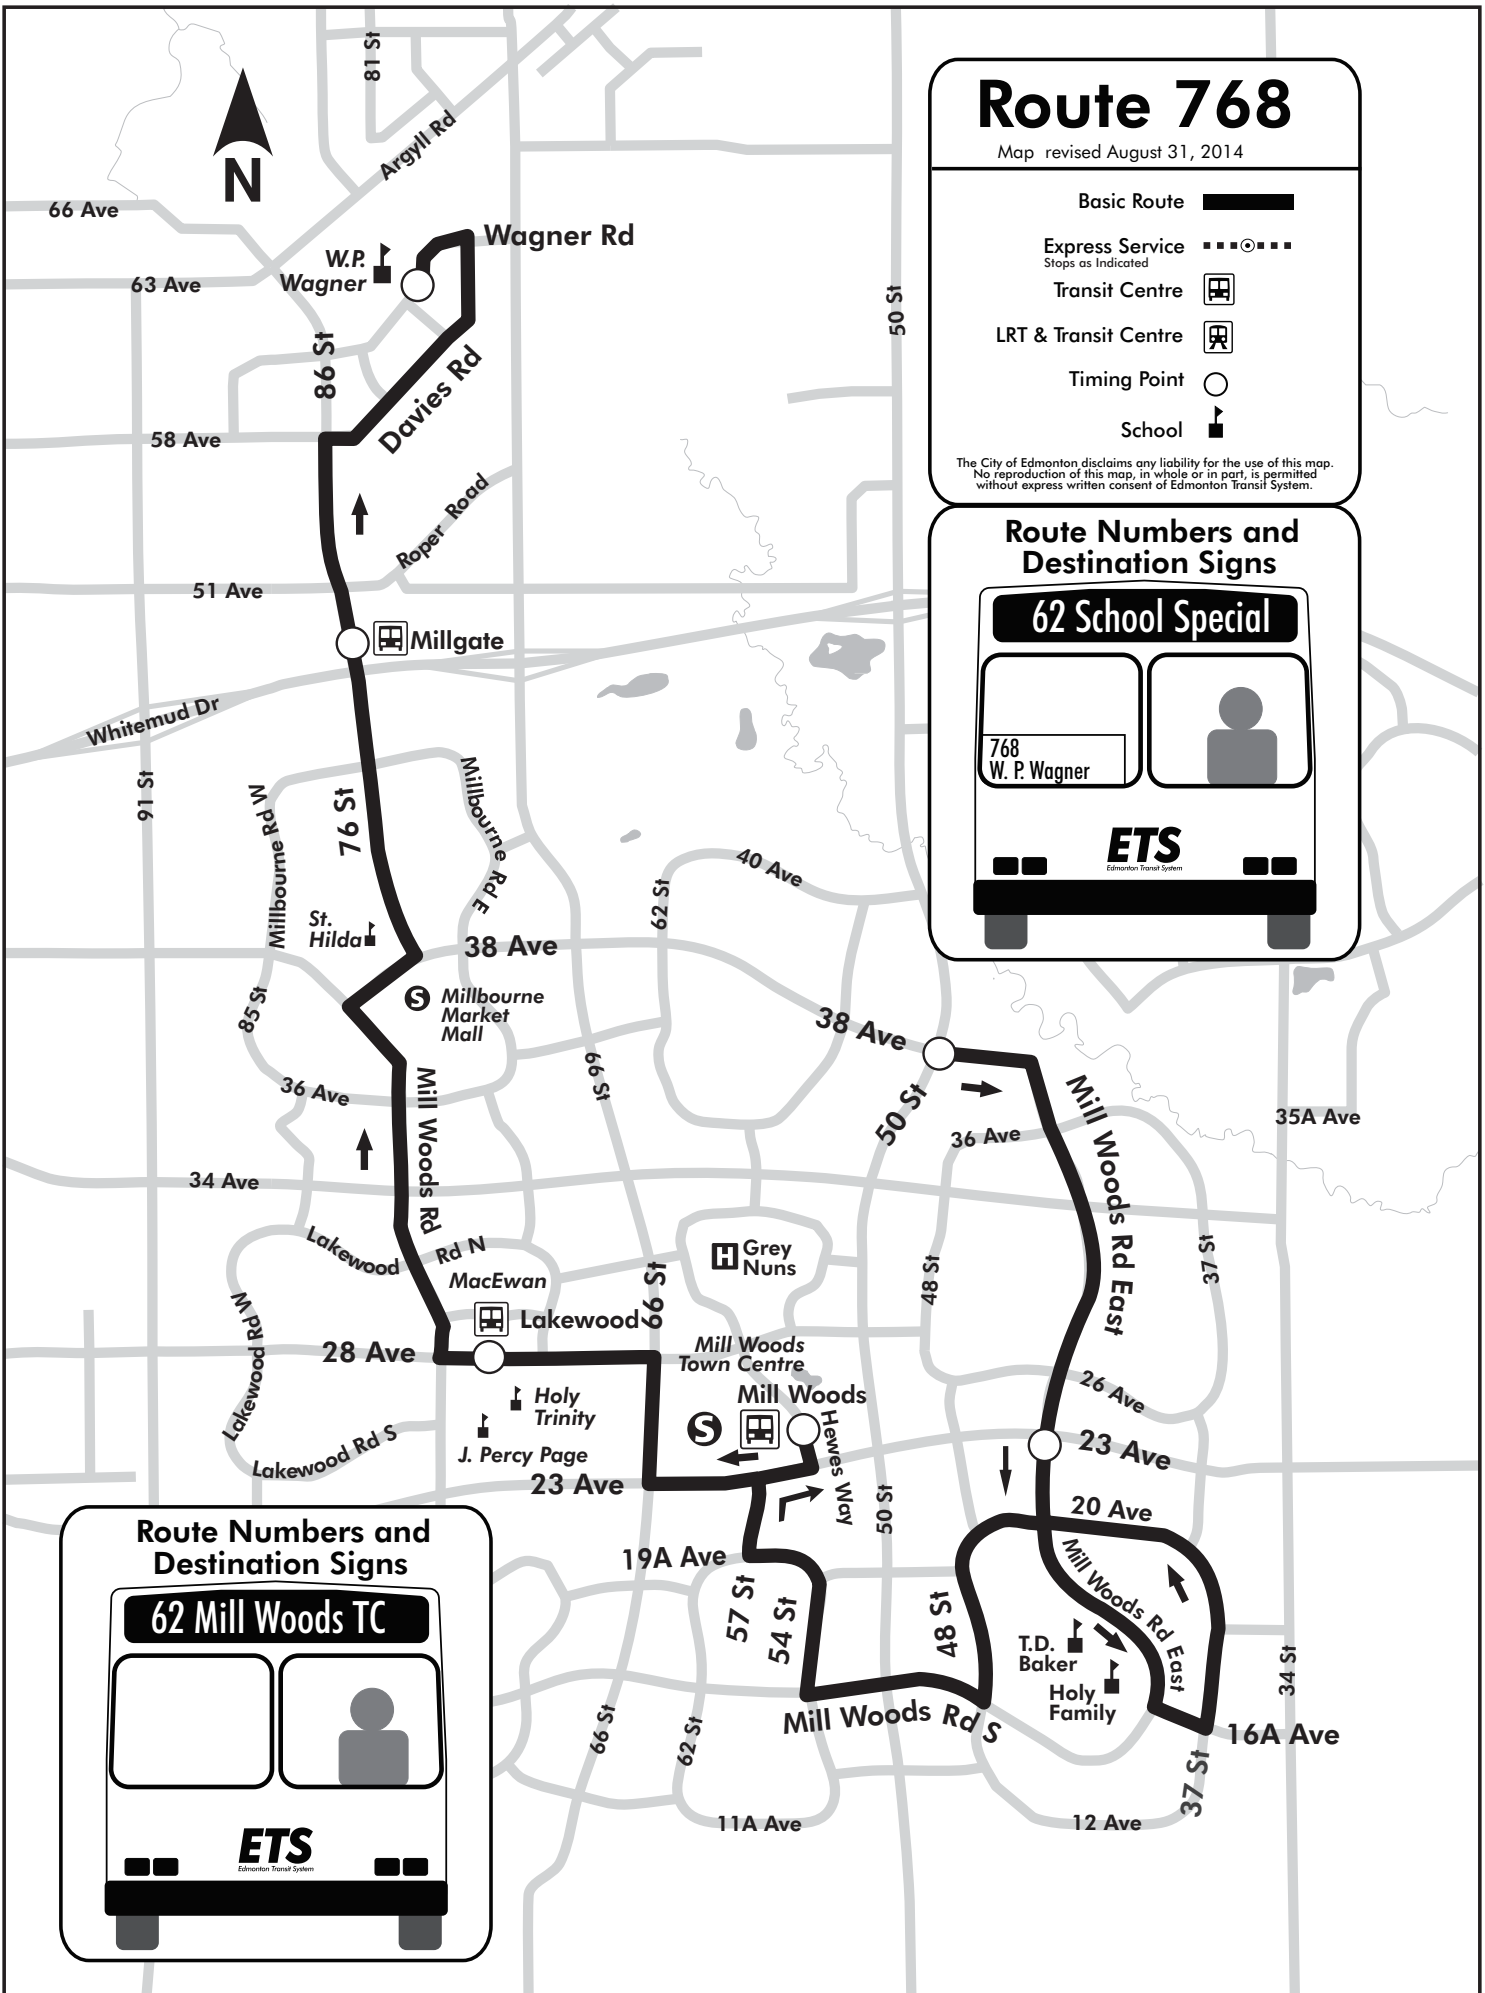 81 St
Argyll Rd
N
66 Ave
Wagner Rd
W.P.
Wagner
63 Ave
86 St
50 St
Davies Rd
58 Ave
Roper Road
51 Ave
Millgate
Whitemud Dr
91 St
76 St
Millbourne Rd W
Millbourne Rd E
40 Ave
62 St
St.
Hilda
38 Ave
S
Millbourne
Market
Mall
85 St
38 Ave
36 Ave
66 St
Mill Woods Rd
50 St
36 Ave
Mill Woods Rd East
35A Ave
34 Ave
Lakewood Rd N
H
Grey
Nuns
48 St
37 St
MacEwan
66 St
Lakewood
Lakewood Rd W
28 Ave
Mill Woods
Town Centre
Mill Woods
S
Hewes Way
26 Ave
Holy
Trinity
J. Percy Page
Lakewood Rd S
23 Ave
23 Ave
50 St
20 Ave
19A Ave
57 St
54 St
48 St
Mill Woods Rd East
T.D.
Baker
Holy
Family
34 St
Mill Woods Rd S
16A Ave
66 St
62 St
37 St
11A Ave
12 Ave
Route 768
Map revised August 31, 2014
Basic Route
Express Service
Stops as Indicated
Transit Centre
LRT & Transit Centre
Timing Point
School
The City of Edmonton disclaims any liability for the use of this map.
No reproduction of this map, in whole or in part, is permitted
without express written consent of Edmonton Transit System.
Route Numbers and
Destination Signs
62 School Special
768
W. P. Wagner
ETS
Edmonton Transit System
Route Numbers and
Destination Signs
62 Mill Woods TC
ETS
Edmonton Transit System